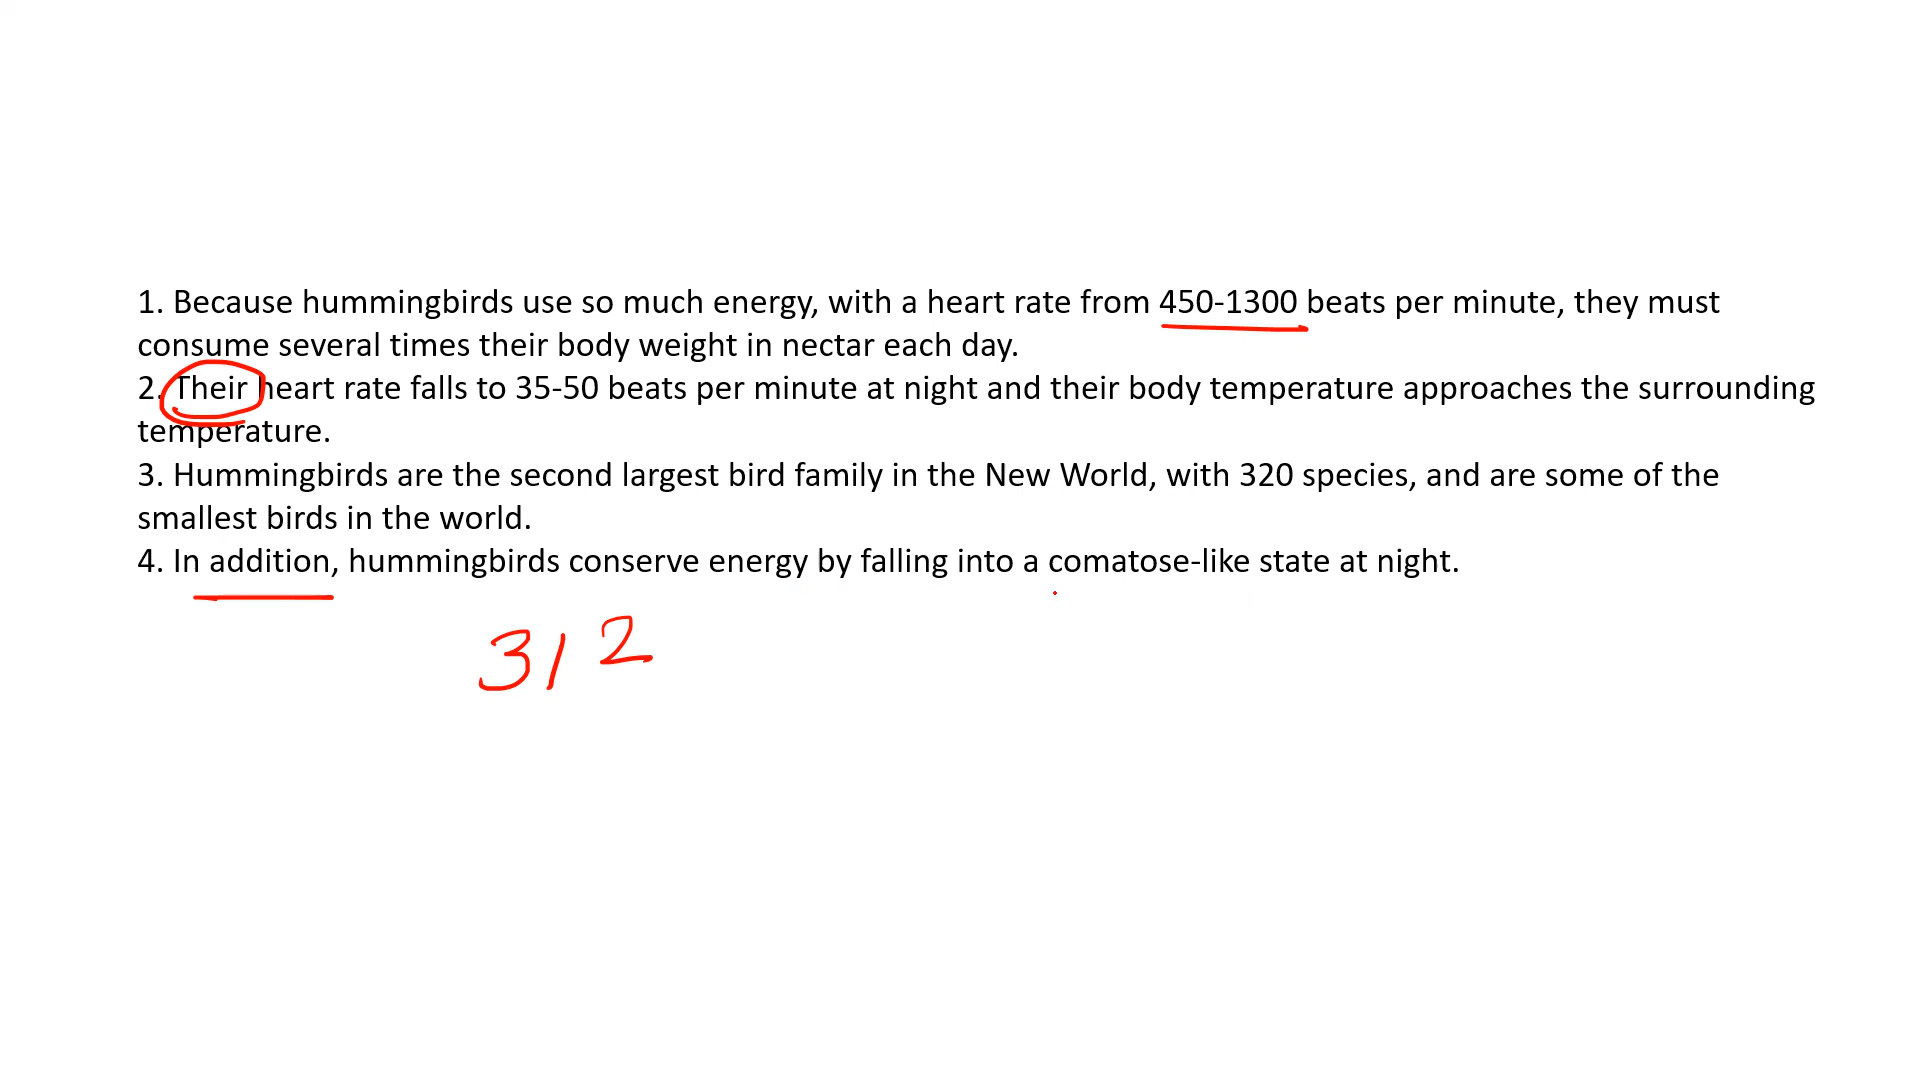 1. Because hummingbirds use so much energy, with a heart rate from 450-1300 beats per minute, they must
consume several times their body weight in nectar each day.
2. Their heart rate falls to 35-50 beats per minute at night and their body temperature approaches the surrounding
temperature.
3. Hummingbirds are the second largest bird family in the New World, with 320 species, and are some of the
smallest birds in the world.
4. In addition, hummingbirds conserve energy by falling into a comatose-like state at night.
312